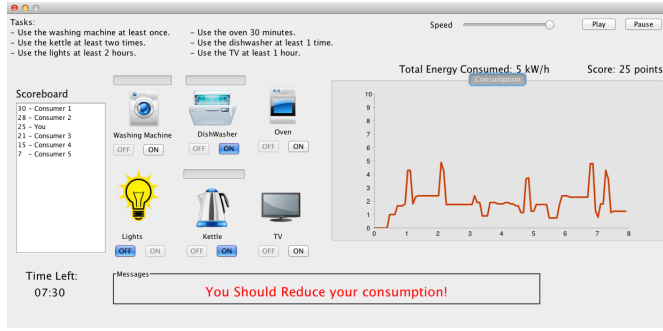 Tasks:
- Use the washing machine at least once.
- Use the kettle at least two times.
- Use the lights at least 2 hours.
- Use the oven 30 minutes.
- Use the dishwasher at least 1 time.
- Use the TV at least 1 hour.
Speed
Play
Pause
Total Energy Consumed: 5 kW/h
Score: 25 points
Scoreboard
30 - Consumer 1
28 - Consumer 2
25 - You
21 - Consumer 3
15 - Consumer 4
7 - Consumer 5
Washing Machine
OFF ON
DishWasher
OFF ON
Oven
OFF ON
Lights
OFF ON
Kettle
OFF ON
TV
OFF ON
Consumption
10
9
8
7
6
5
4
3
2
1
0
0 1 2 3 4 5 6 7 8
Time Left:
07:30
Messages
You Should Reduce your consumption!